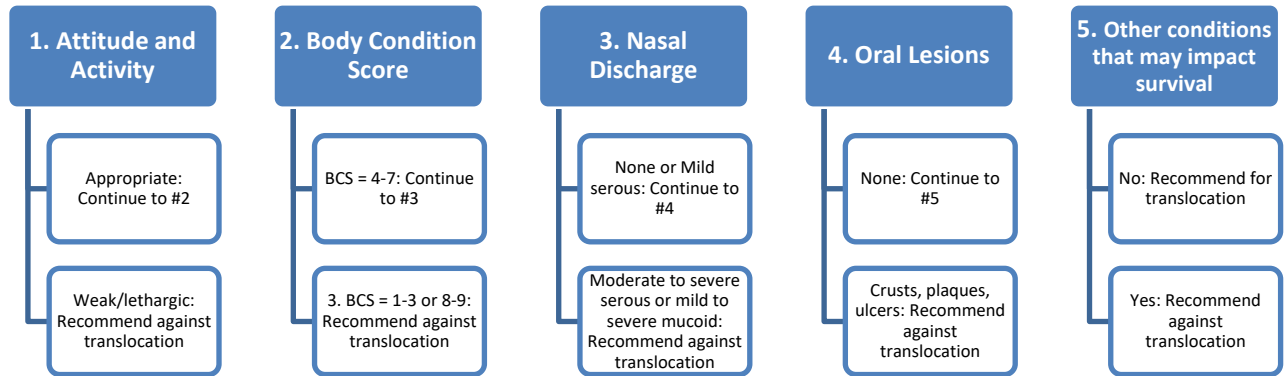 1. Attitude and
Activity
Appropriate:
Continue to #2
Weak/lethargic:
Recommend against
translocation
2. Body Condition
Score
BCS = 4-7: Continue
to #3
3. BCS = 1-3 or 8-9:
Recommend against
translocation
3. Nasal
Discharge
None or Mild
serous: Continue to
#4
Moderate to severe
serous or mild to
severe mucoid:
Recommend against
translocation
4. Oral Lesions
None: Continue to
#5
Crusts, plaques,
ulcers: Recommend
against
translocation
5. Other conditions
that may impact
survival
No: Recommend for
translocation
Yes: Recommend
against
translocation